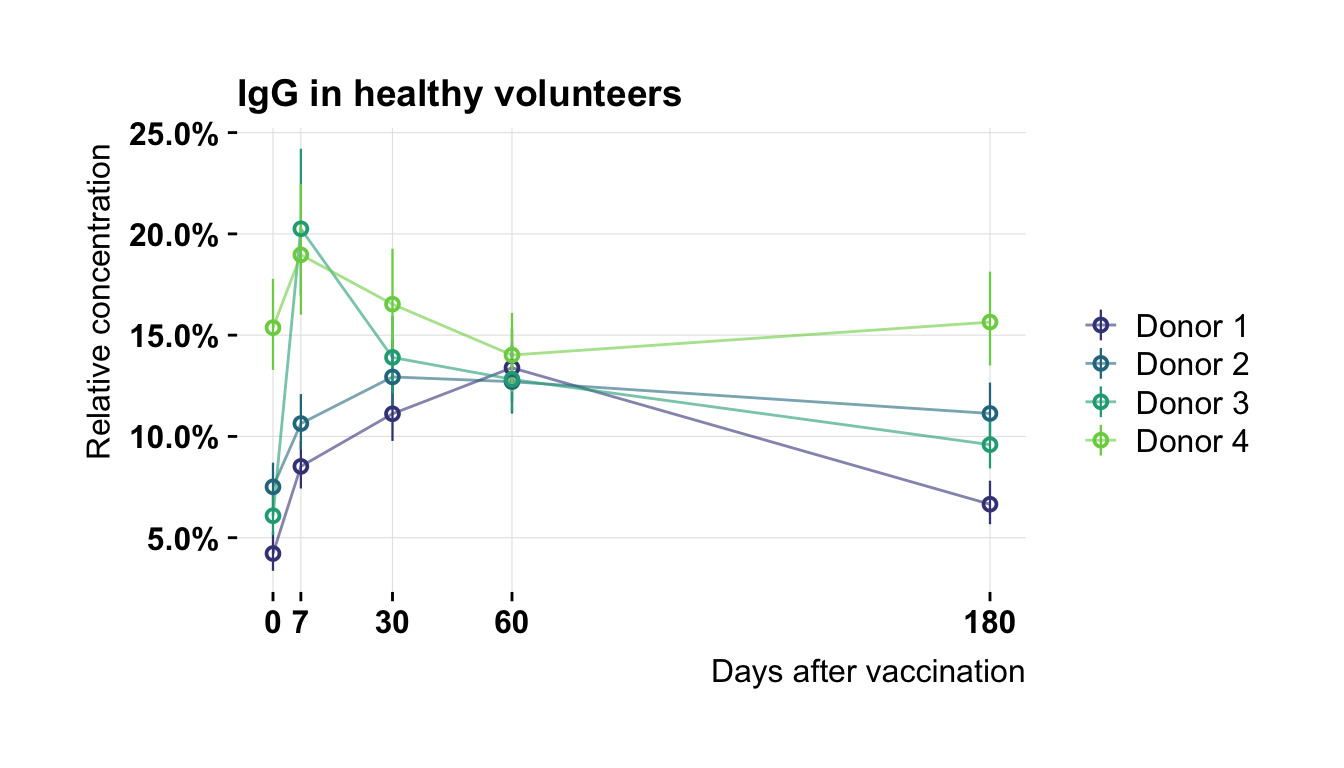 IgG in healthy volunteers
Relative concentration
25.0%
20.0%
15.0%
10.0%
5.0%
0 7 30 60 180
Days after vaccination
Donor 1
Donor 2
Donor 3
Donor 4